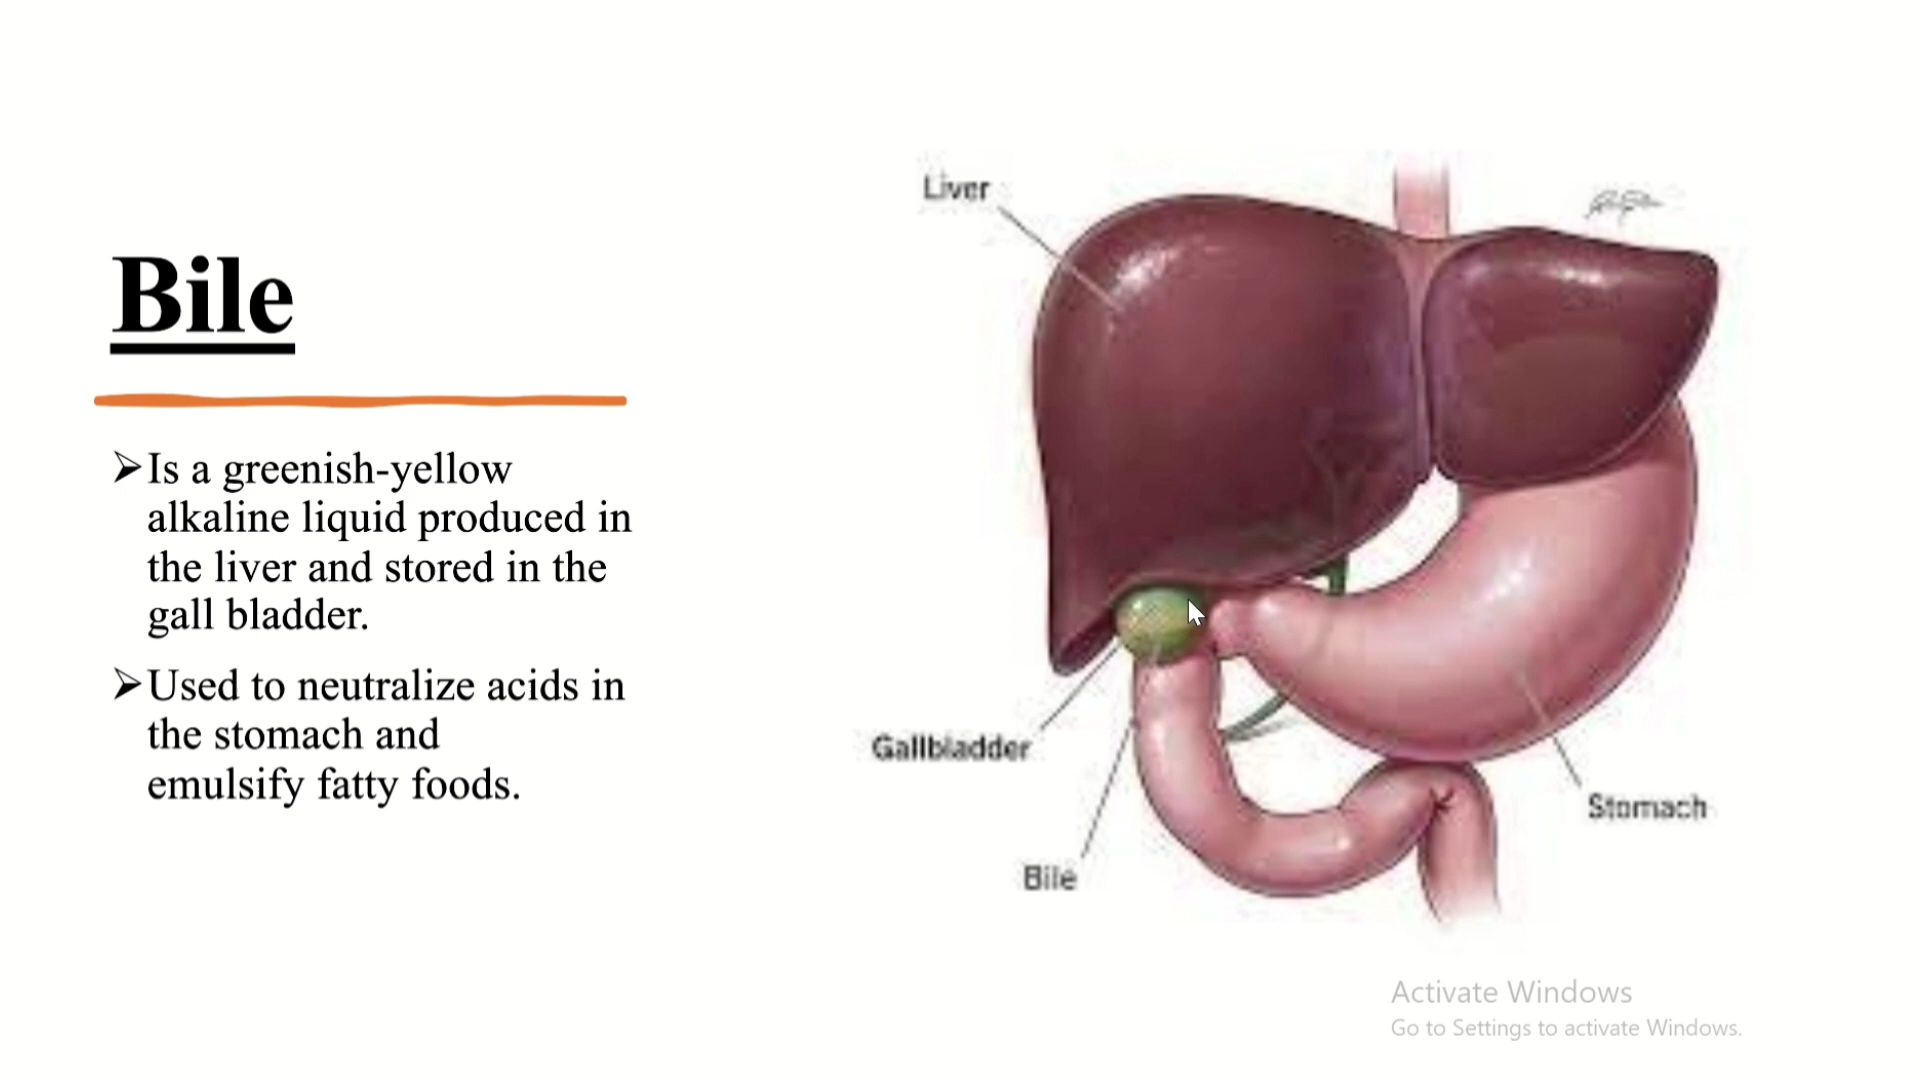 Bile
➢Is a greenish-yellow
alkaline liquid produced in
the liver and stored in the
gall bladder.
➢Used to neutralize acids in
the stomach and
emulsify fatty foods.
Liver
Gallbladder
Bile
Stomach
Activate Windows
Go to Settings to activate Windows.